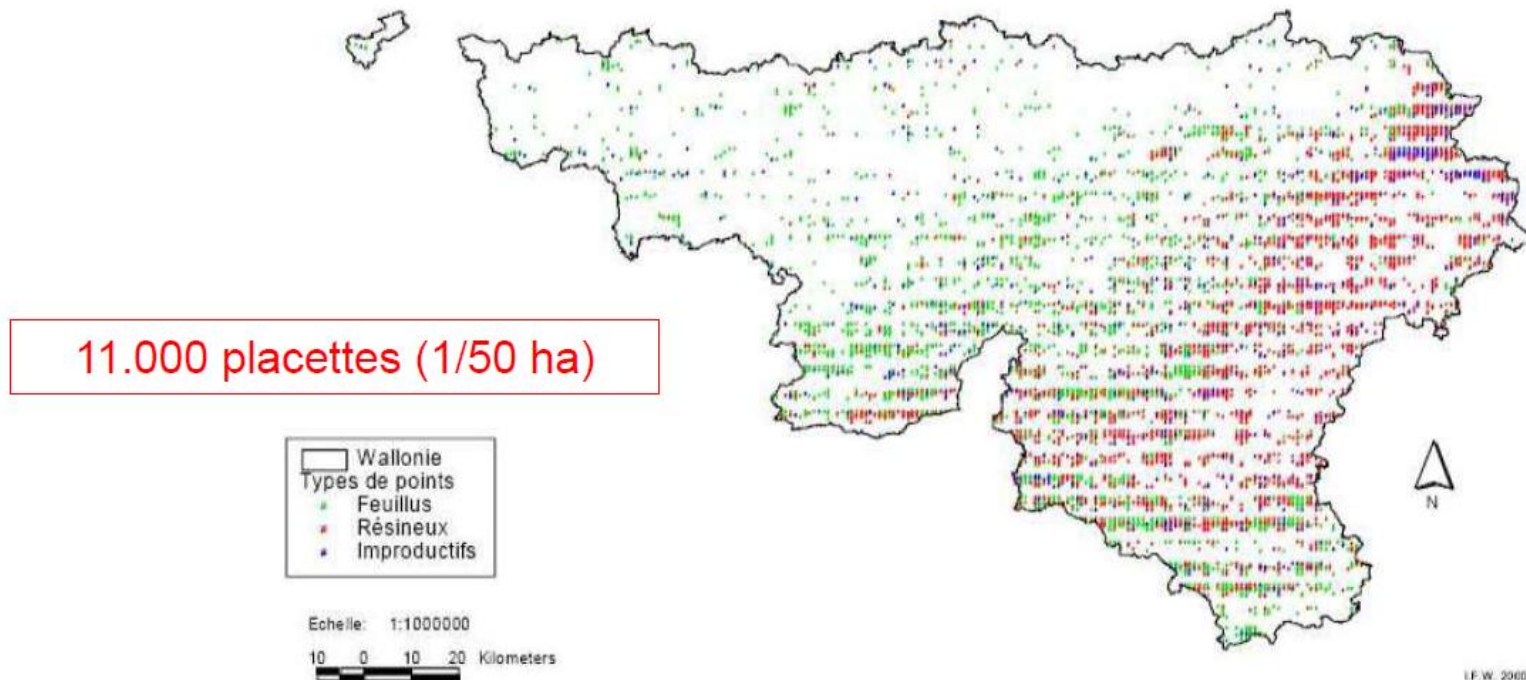 11.000 placettes (1/50 ha)
Wallonie
Types de points
Feuillus
Résineux
Improductifs
Echelle: 1:1000000
10 0 10 20 Kilometers
N
I.F.W.